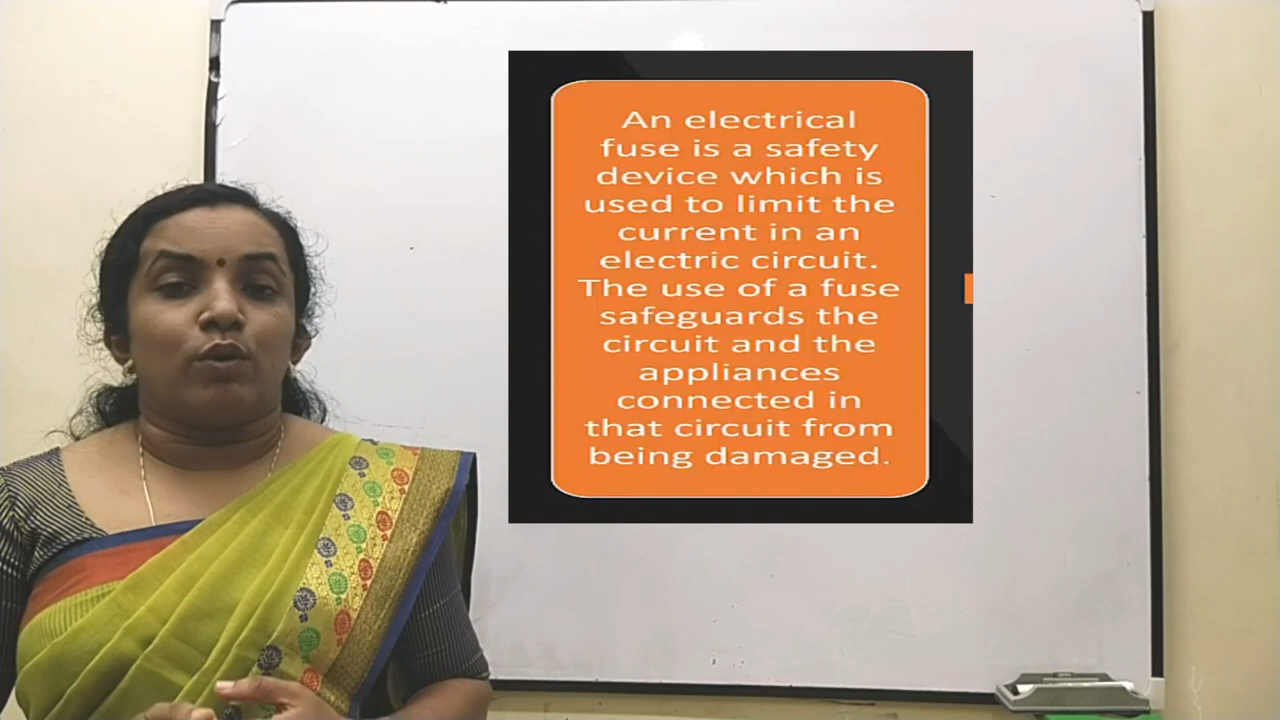 An electrical
fuse is a safety
device which is
used to limit the
current in an
electric circuit.
The use of a fuse
safeguards the
circuit and the
appliances
connected in
that circuit from
being damaged.